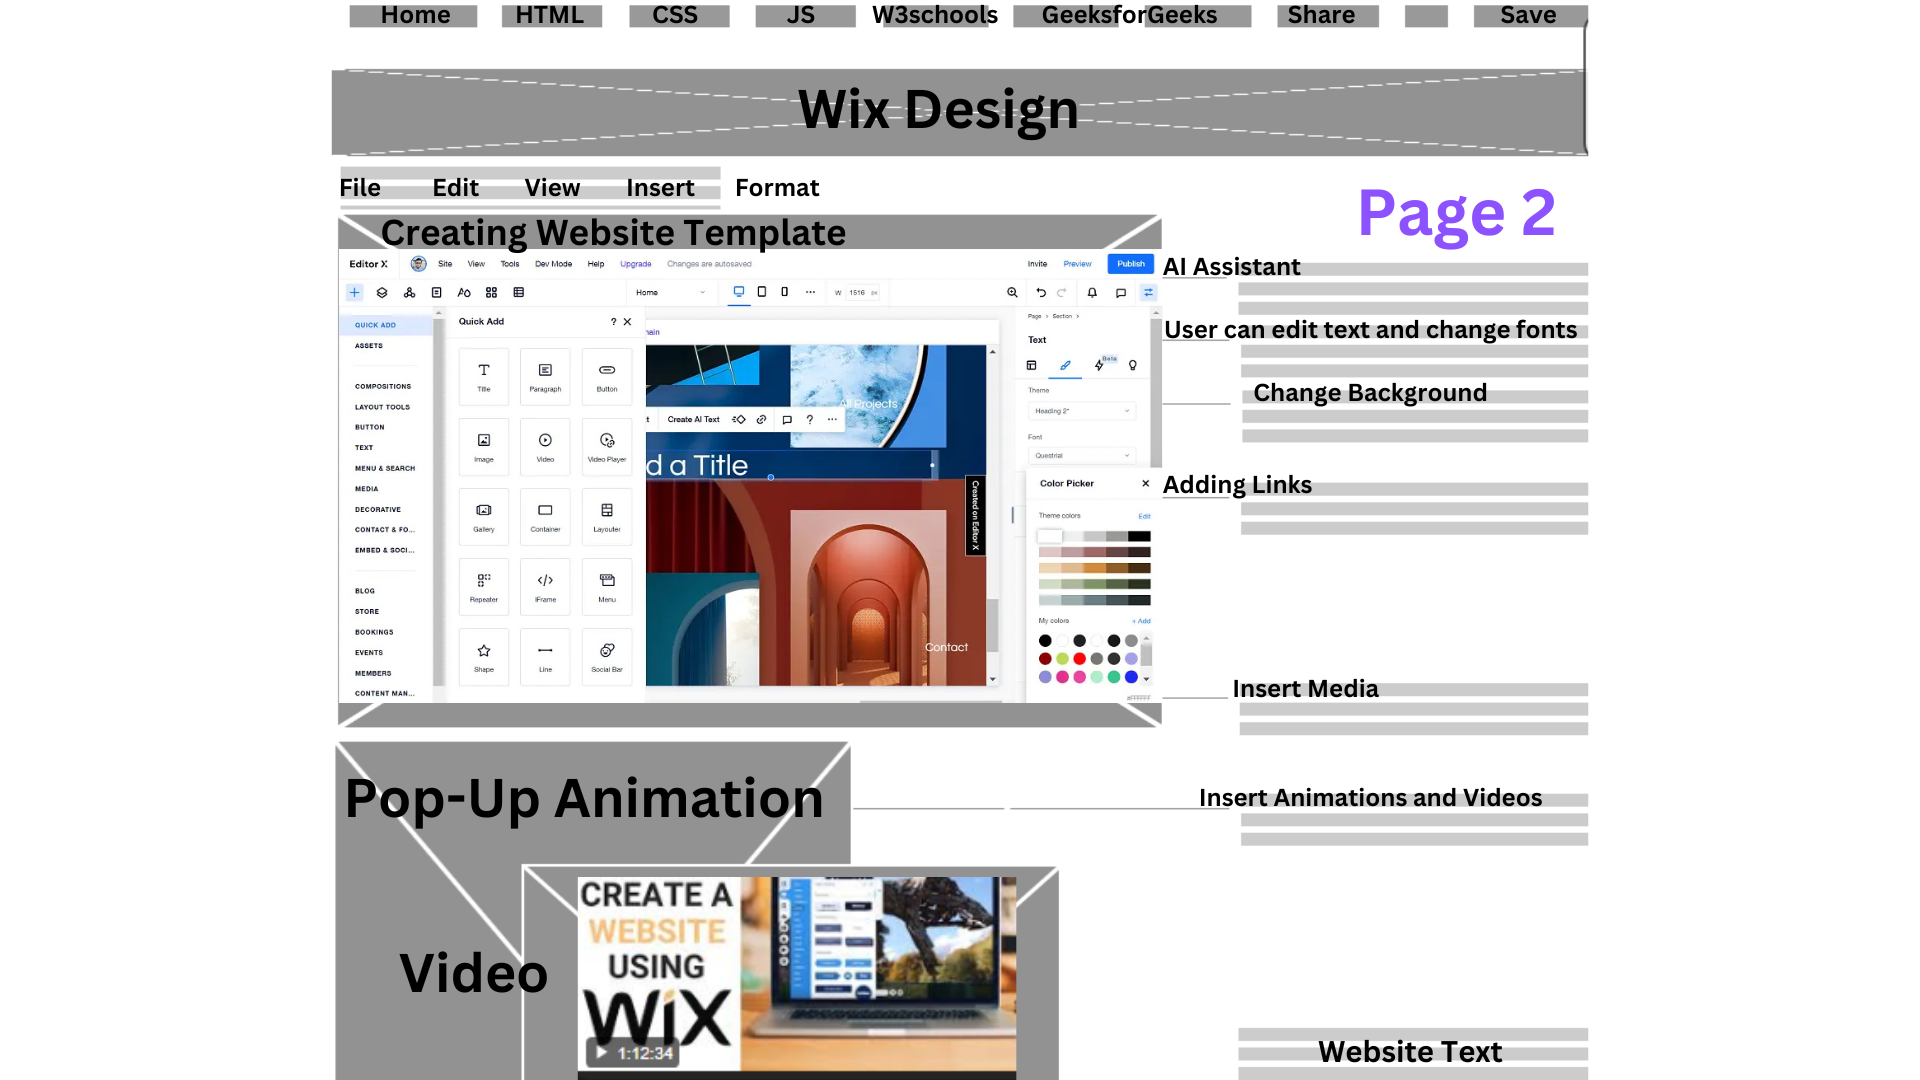 Home HTML CSS JS W3schools GeeksforGeeks Share Save
Wix Design
File Edit View Insert Format
Page 2
Creating Website Template
Editor X Site View Tools Dev Mode Help Upgrade Changes are autosaved Invite Preview Publish
Home W 1516 px
QUICK ADD
ASSETS
COMPOSITIONS
LAYOUT TOOLS
BUTTON
TEXT
MENU & SEARCH
MEDIA
DECORATIVE
CONTACT & FO...
EMBED & SOCI...
BLOG
STORE
BOOKINGS
EVENTS
MEMBERS
CONTENT MAN...
Quick Add ?
Title Paragraph Button
Image Video Video Player
Gallery Container Layouter
Repeater IFrame Menu
Shape Line Social Bar
main
All Projects
t Create AI Text ? ...
d a Title
Created on Editor X
Contact
Page > Section >
Text
Beta
Theme
Heading 2*
Font
Questrial
Color Picker
Theme colors Edit
My colors + Add
#FFFFFF
AI Assistant
User can edit text and change fonts
Change Background
Adding Links
Insert Media
Pop-Up Animation
Insert Animations and Videos
Video
CREATE A
WEBSITE
USING
WiX
1:12:34
Website Text